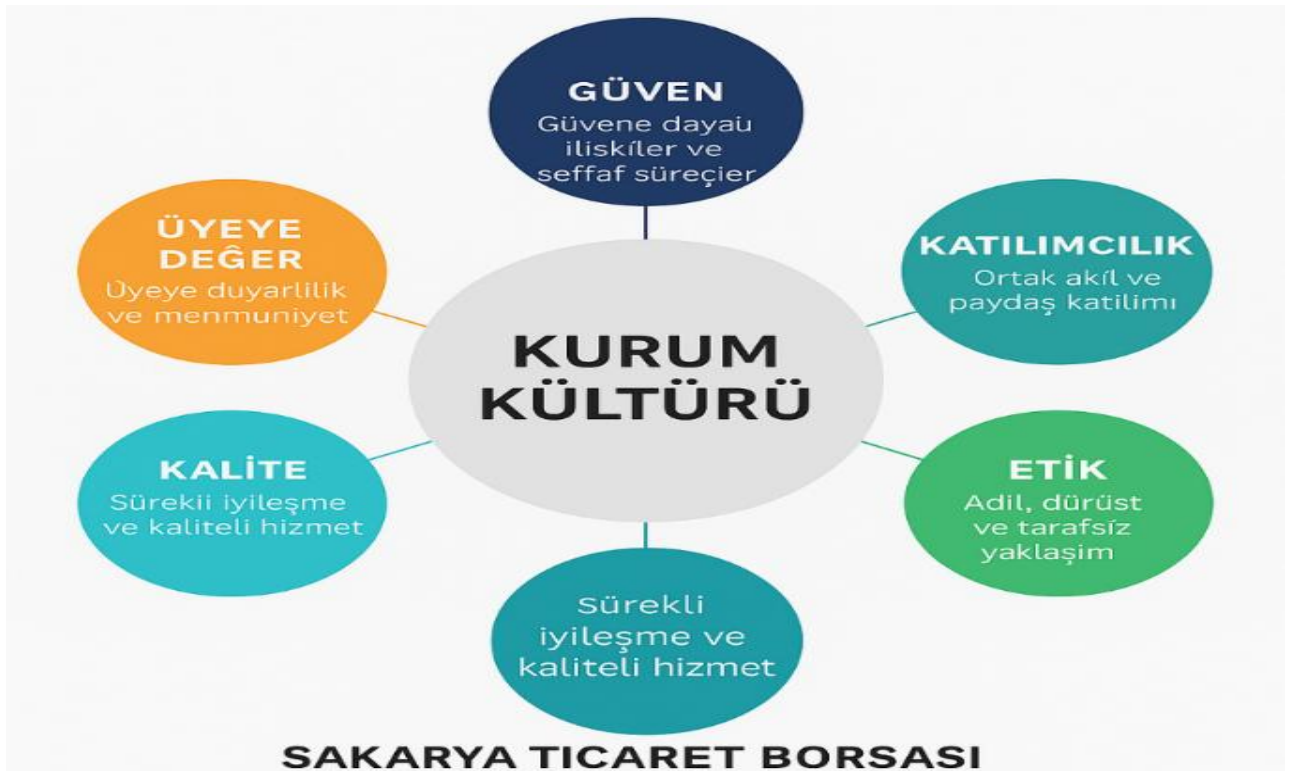 GÜVEN
Güvene dayaıı
iliskíler ve
seffaf süreçier
ÜYEYE
DEĜER
Üyeye duyarlilik
ve menmuniyet
KATILIMCILIK
Ortak akíl ve
paydaş katilimı
KURUM
KÜLTÜRÜ
KALİTE
Sürekii iyileşme
ve kaliteli hizmet
ETİK
Adil, dürüst
ve tarafsíz
yaklaşim
Sürekli
iyileşme ve
kaliteli hizmet
SAKARYA TICARET BORSASI